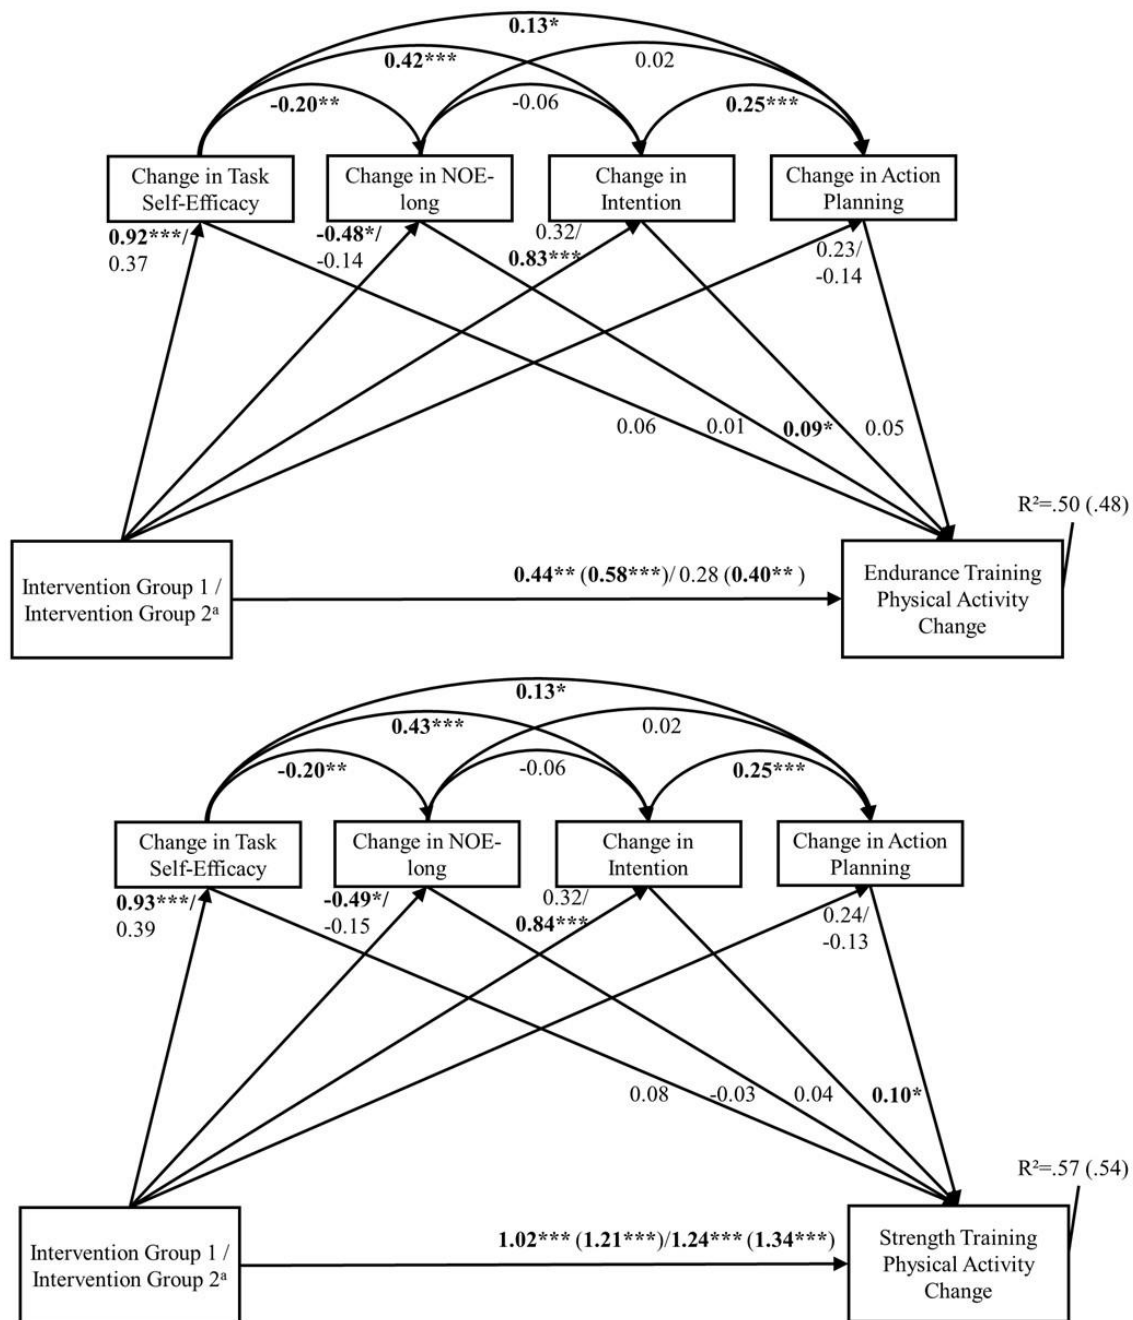 0.13*
0.42***
0.02
-0.20**
-0.06
0.25***
Change in Task
Self-Efficacy
Change in NOE-
long
Change in
Intention
Change in Action
Planning
0.92***/
0.37
-0.48*/
-0.14
0.32/
0.83***
0.23/
-0.14
0.06
0.01
0.09*
0.05
R²=.50 (.48)
Intervention Group 1 /
Intervention Group 2ᵃ
0.44** (0.58***)/ 0.28 (0.40** )
Endurance Training
Physical Activity
Change
0.13*
0.43***
0.02
-0.20**
-0.06
0.25***
Change in Task
Self-Efficacy
Change in NOE-
long
Change in
Intention
Change in Action
Planning
0.93***/
0.39
-0.49*/
-0.15
0.32/
0.84***
0.24/
-0.13
0.08
-0.03
0.04
0.10*
R²=.57 (.54)
Intervention Group 1 /
Intervention Group 2ᵃ
1.02*** (1.21***)/1.24*** (1.34***)
Strength Training
Physical Activity
Change